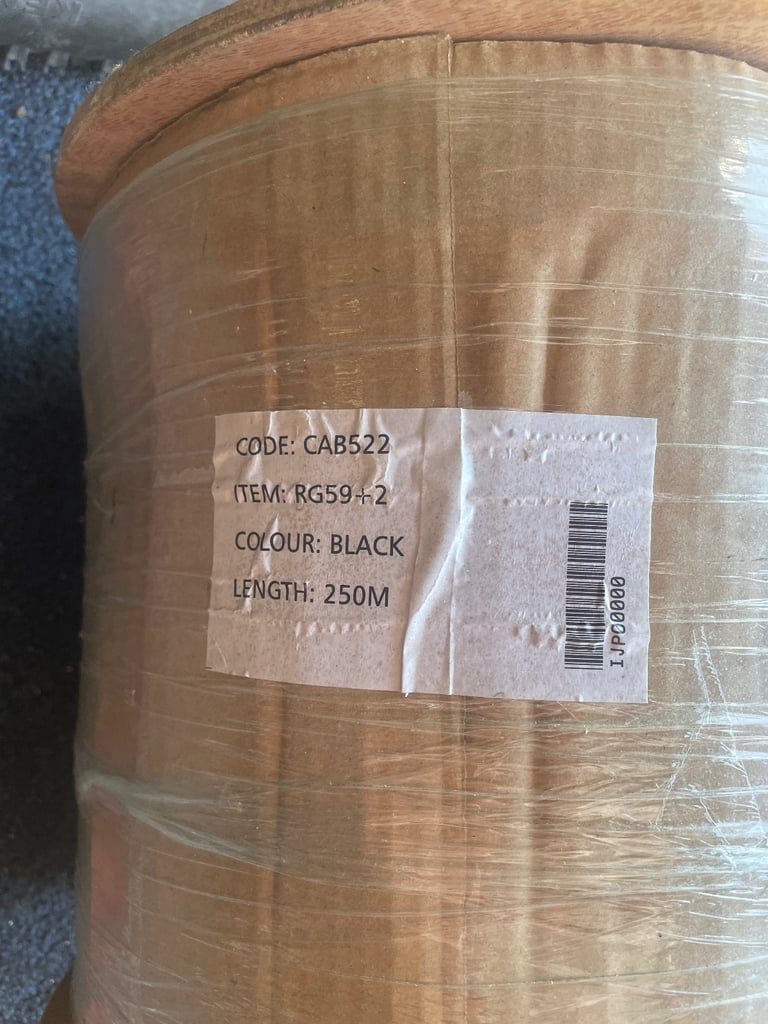 CODE: CAB522
ITEM: RG59+2
COLOUR: BLACK
LENGTH: 250M
IJP00000